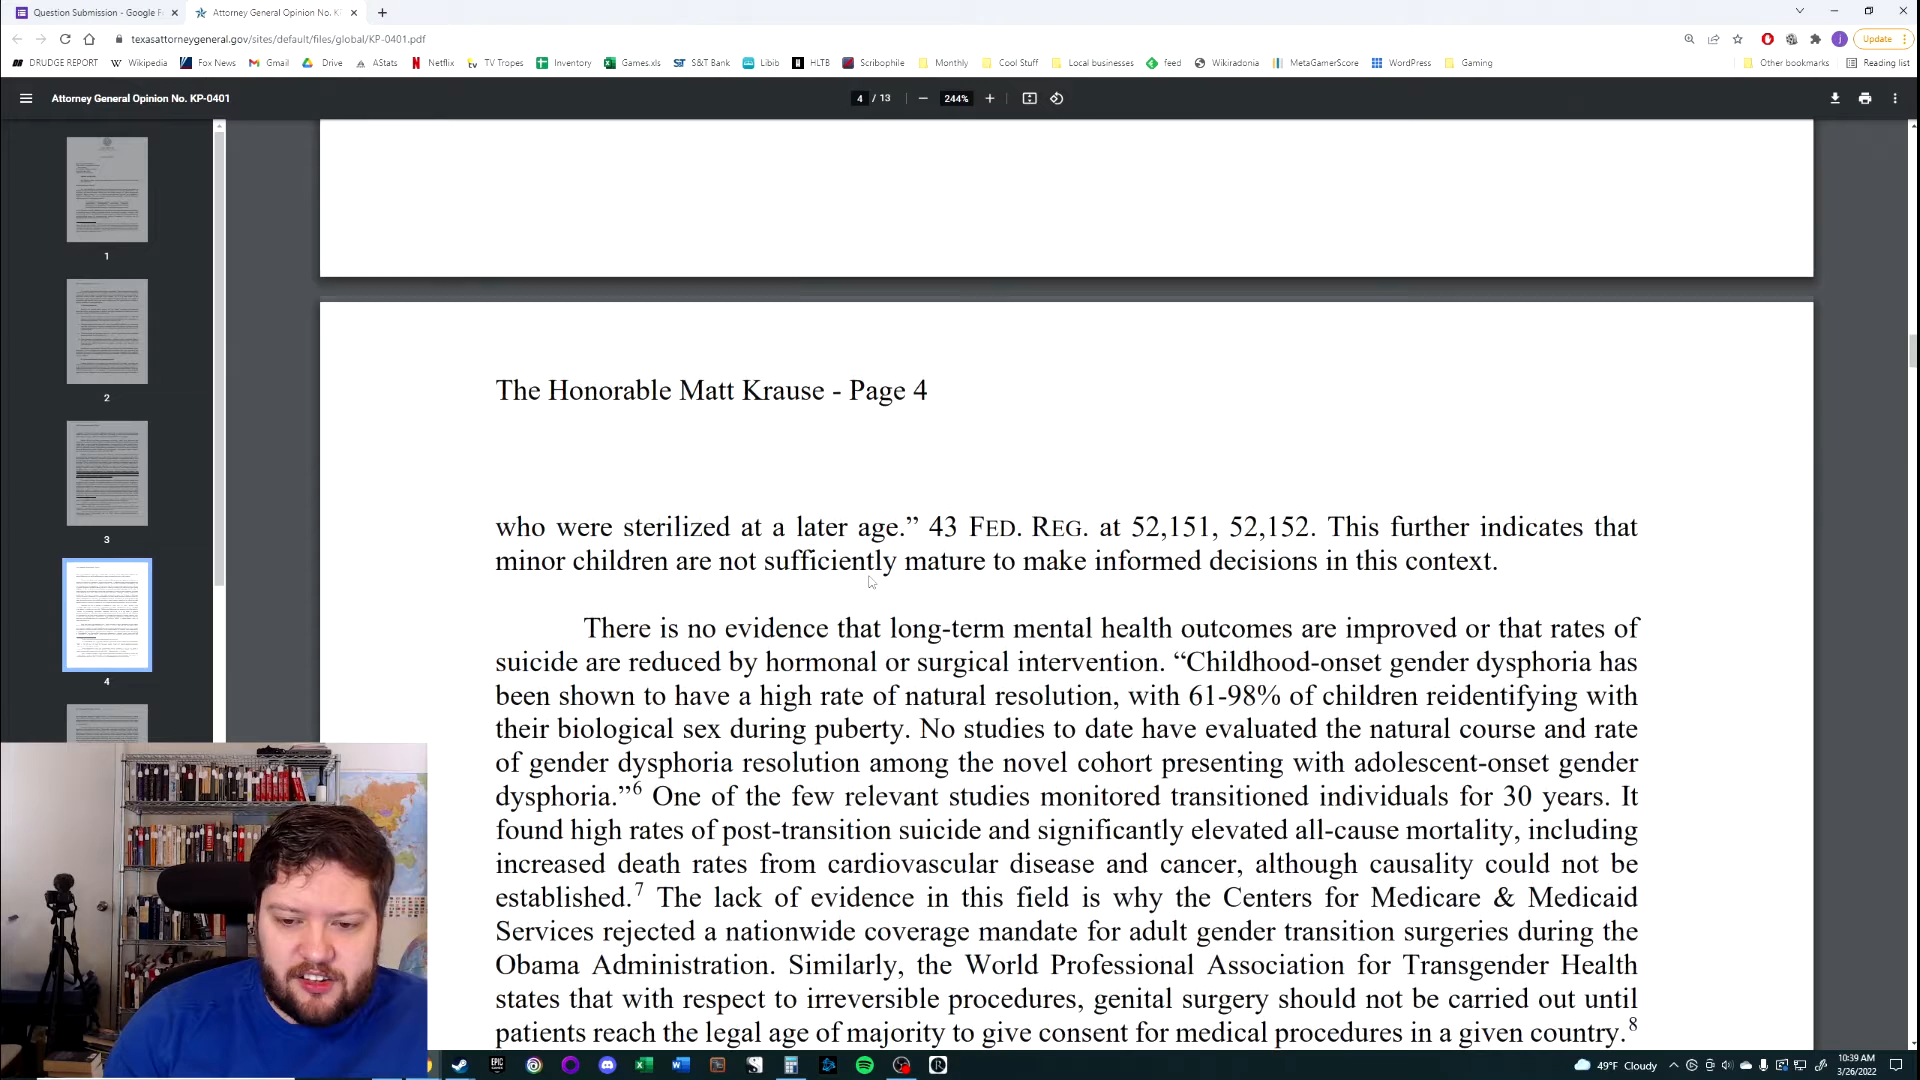 Question Submission - Google F
Attorney General Opinion No. K
texasattorneygeneral.gov/sites/default/files/global/KP-0401.pdf
Update
DRUDGE REPORT
Wikipedia
Fox News
Gmail
Drive
AStats
Netflix
TV Tropes
Inventory
Games.xls
S&T Bank
Libib
HLTB
Scribophile
Monthly
Cool Stuff
Local businesses
feed
Wikiradonia
MetaGamerScore
WordPress
Gaming
Other bookmarks
Reading list
Attorney General Opinion No. KP-0401
4 / 13
244%
1
2
3
4
The Honorable Matt Krause - Page 4
who were sterilized at a later age.” 43 FED. REG. at 52,151, 52,152. This further indicates that
minor children are not sufficiently mature to make informed decisions in this context.
There is no evidence that long-term mental health outcomes are improved or that rates of
suicide are reduced by hormonal or surgical intervention. “Childhood-onset gender dysphoria has
been shown to have a high rate of natural resolution, with 61-98% of children reidentifying with
their biological sex during puberty. No studies to date have evaluated the natural course and rate
of gender dysphoria resolution among the novel cohort presenting with adolescent-onset gender
dysphoria.”6 One of the few relevant studies monitored transitioned individuals for 30 years. It
found high rates of post-transition suicide and significantly elevated all-cause mortality, including
increased death rates from cardiovascular disease and cancer, although causality could not be
established.7 The lack of evidence in this field is why the Centers for Medicare & Medicaid
Services rejected a nationwide coverage mandate for adult gender transition surgeries during the
Obama Administration. Similarly, the World Professional Association for Transgender Health
states that with respect to irreversible procedures, genital surgery should not be carried out until
patients reach the legal age of majority to give consent for medical procedures in a given country.8
EPIC
49°F Cloudy
10:39 AM
3/26/2022